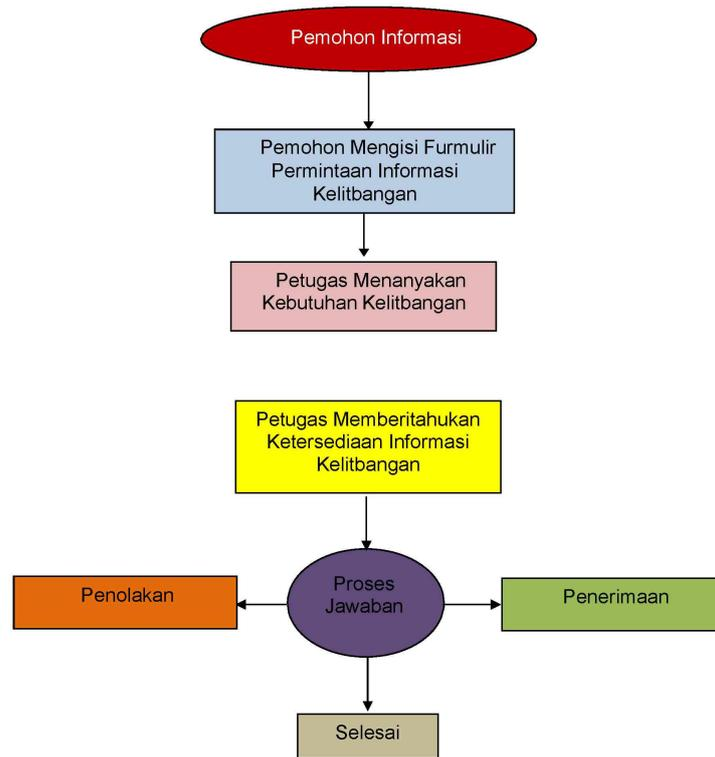 Pemohon Informasi
Pemohon Mengisi Furmulir
Permintaan Informasi
Kelitbangan
Petugas Menanyakan
Kebutuhan Kelitbangan
Petugas Memberitahukan
Ketersediaan Informasi
Kelitbangan
Penolakan
Proses
Jawaban
Penerimaan
Selesai